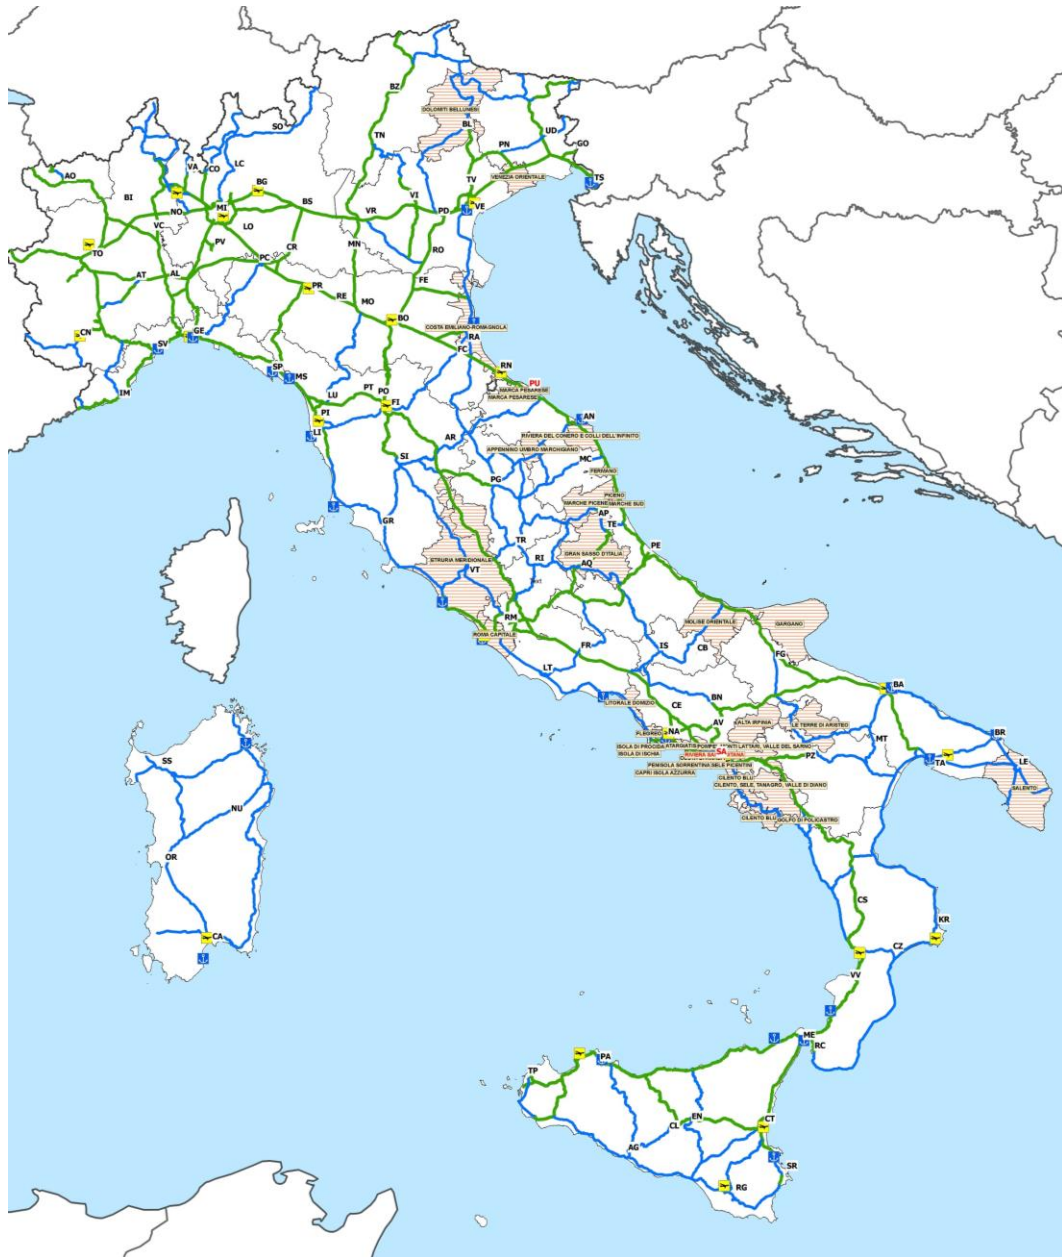 BZ
SO
DOLOMITI BELLUNESI
TN
BL
UD
PN
GO
VA
CO
LC
AO
BI
BG
TV
VENEZIA ORIENTALE
TS
NO
MI
BS
VR
VI
PD
VE
VC
LO
TO
PV
CR
MN
RO
PC
AT
AL
PR
RE
MO
FE
BO
COSTA EMILIANO-ROMAGNOLA
CN
GE
SV
RA
FC
SP
MS
RN
PU
IM
LU
PT
PO
MARCA PESARESE
MARCA PESARESE
PI
FI
AN
LI
AR
RIVIERA DEL CONERO E COLLI DELL'INFINITO
APPENNINO UMBRO MARCHIGIANO
SI
MC
FERMANO
PG
PICENO
MARCHE PICENE
MARCHE SUD
GR
AP
TE
TR
PE
ETRURIA MERIDIONALE
VT
RI
GRAN SASSO D'ITALIA
AQ
RM
ROMA CAPITALE
MOLISE ORIENTALE
GARGANO
FR
IS
CB
FG
LT
BN
BA
LITORALE DOMIZIO
CE
AV
ALTA IRPINIA
LE TERRE DI ARISTEO
NA
BR
ISOLA DI PROCIDA
SA
MT
ISOLA DI ISCHIA
PZ
TA
LE
PENISOLA SORRENTINA
SELE PICENTINI
CAPRI ISOLA AZZURRA
CILENTO, SELE, TANAGRO, VALLE DI DIANO
SALENTO
CILENTO BLU
GOLFO DI POLICASTRO
SS
NU
OR
CS
KR
CA
CZ
VV
ME
RC
PA
TP
EN
CT
CL
AG
SR
RG